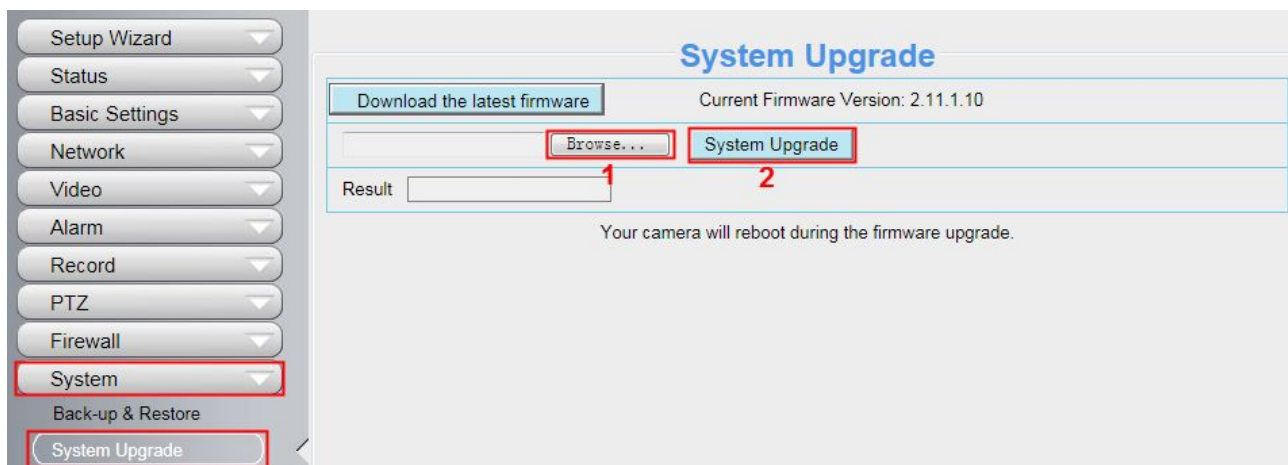 Setup Wizard
Status
Basic Settings
Network
Video
Alarm
Record
PTZ
Firewall
System
Back-up & Restore
System Upgrade
System Upgrade
Download the latest firmware Current Firmware Version: 2.11.1.10
Browse... System Upgrade
1 2
Result
Your camera will reboot during the firmware upgrade.